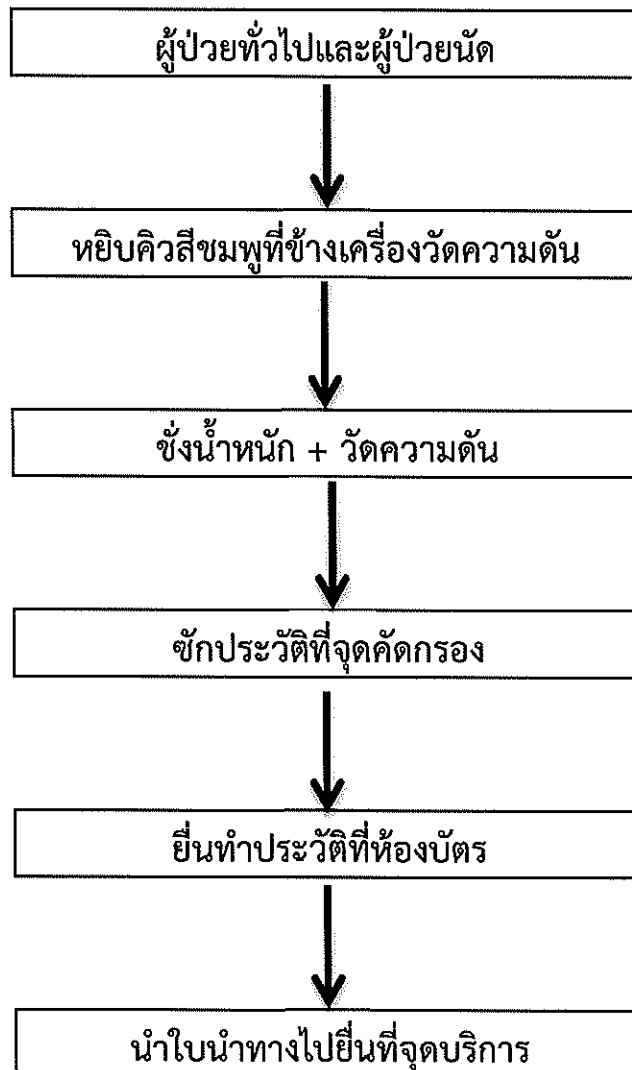 ผู้ป่วยทั่วไปและผู้ป่วยนัด
หยิบคิวสีชมพูที่ข้างเครื่องวัดความดัน
ชั่งน้ำหนัก + วัดความดัน
ซักประวัติที่จุดคัดกรอง
ยื่นทำประวัติที่ห้องบัตร
นำใบนำทางไปยื่นที่จุดบริการ